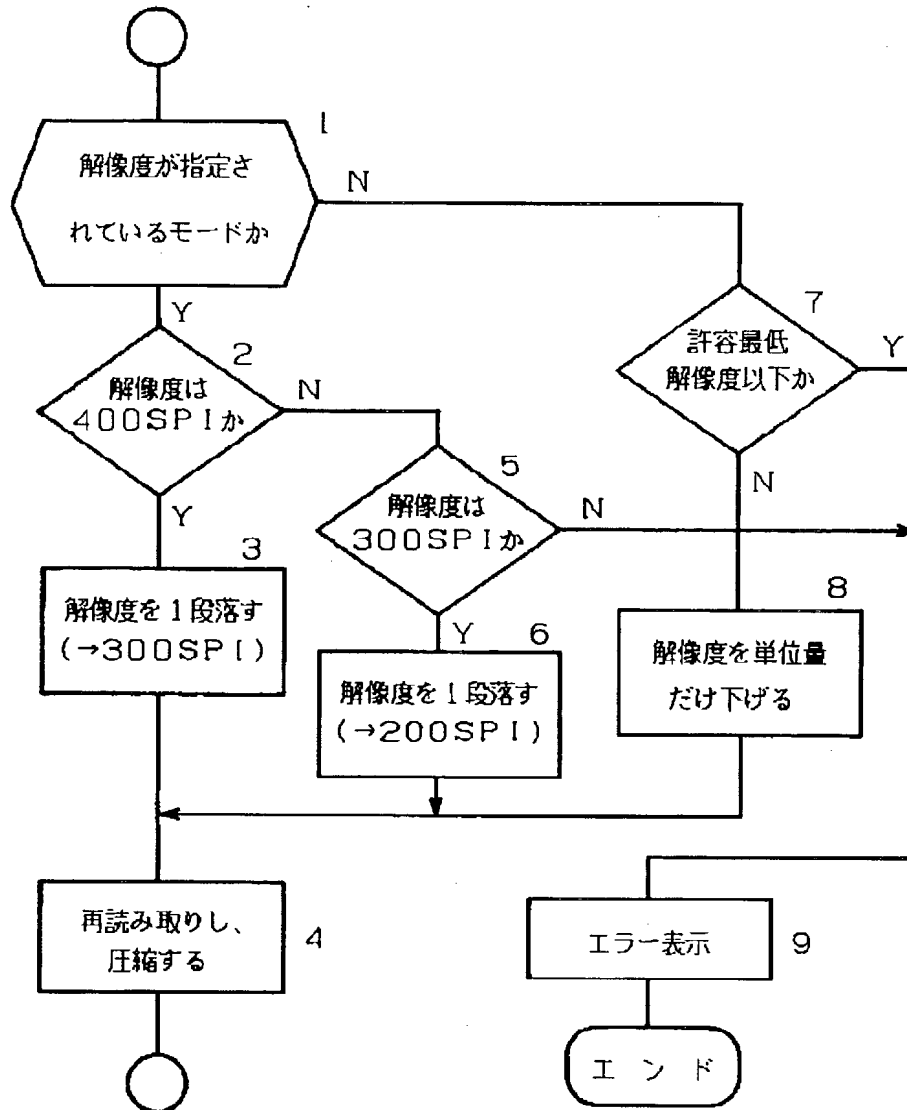 1
解像度が指定さ
れているモードか
N
Y
7
許容最低
解像度以下か
Y
N
2
解像度は
400SPIか
N
Y
5
解像度は
300SPIか
N
Y
3
解像度を1段落す
(→300SPI)
6
解像度を1段落す
(→200SPI)
8
解像度を単位量
だけ下げる
再読み取りし、
圧縮する
4
エラー表示
9
エンド